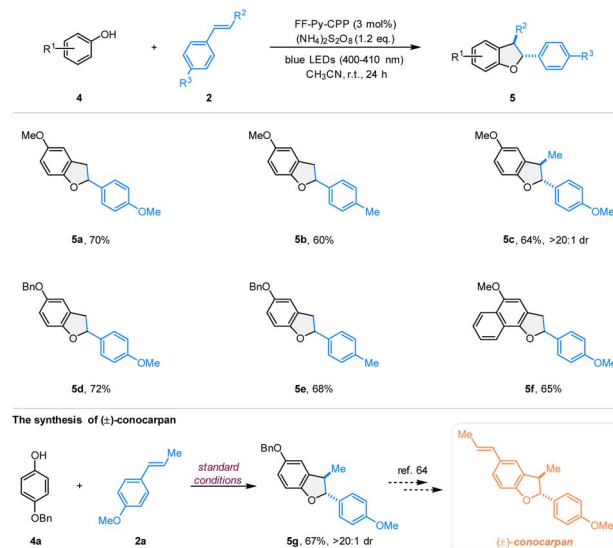 OH
R1
4
+
R2
R3
2
FF-Py-CPP (3 mol%)
(NH4)2S2O8 (1.2 eq.)
blue LEDs (400-410 nm)
CH3CN, r.t., 24 h
R2
R1
O
R3
5
MeO
O
OMe
5a, 70%
MeO
O
Me
5b, 60%
MeO
Me
O
OMe
5c, 64%, >20:1 dr
BnO
O
OMe
5d, 72%
BnO
O
Me
5e, 68%
MeO
O
OMe
5f, 65%
The synthesis of (±)-conocarpan
OH
OBn
4a
+
Me
MeO
2a
standard
conditions
BnO
Me
O
OMe
5g, 67%, >20:1 dr
ref. 64
Me
Me
O
OMe
(±)-conocarpan